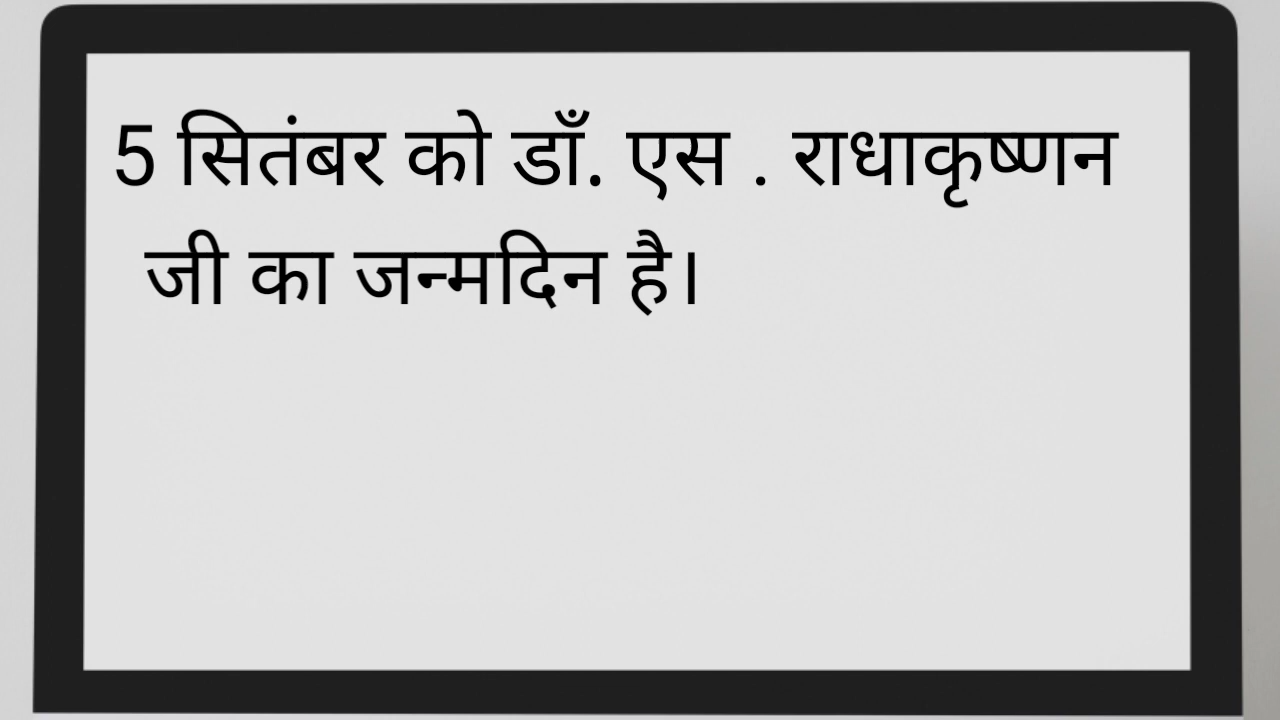 5 सितंबर को डाँ. एस . राधाकृष्णन
जी का जन्मदिन है।